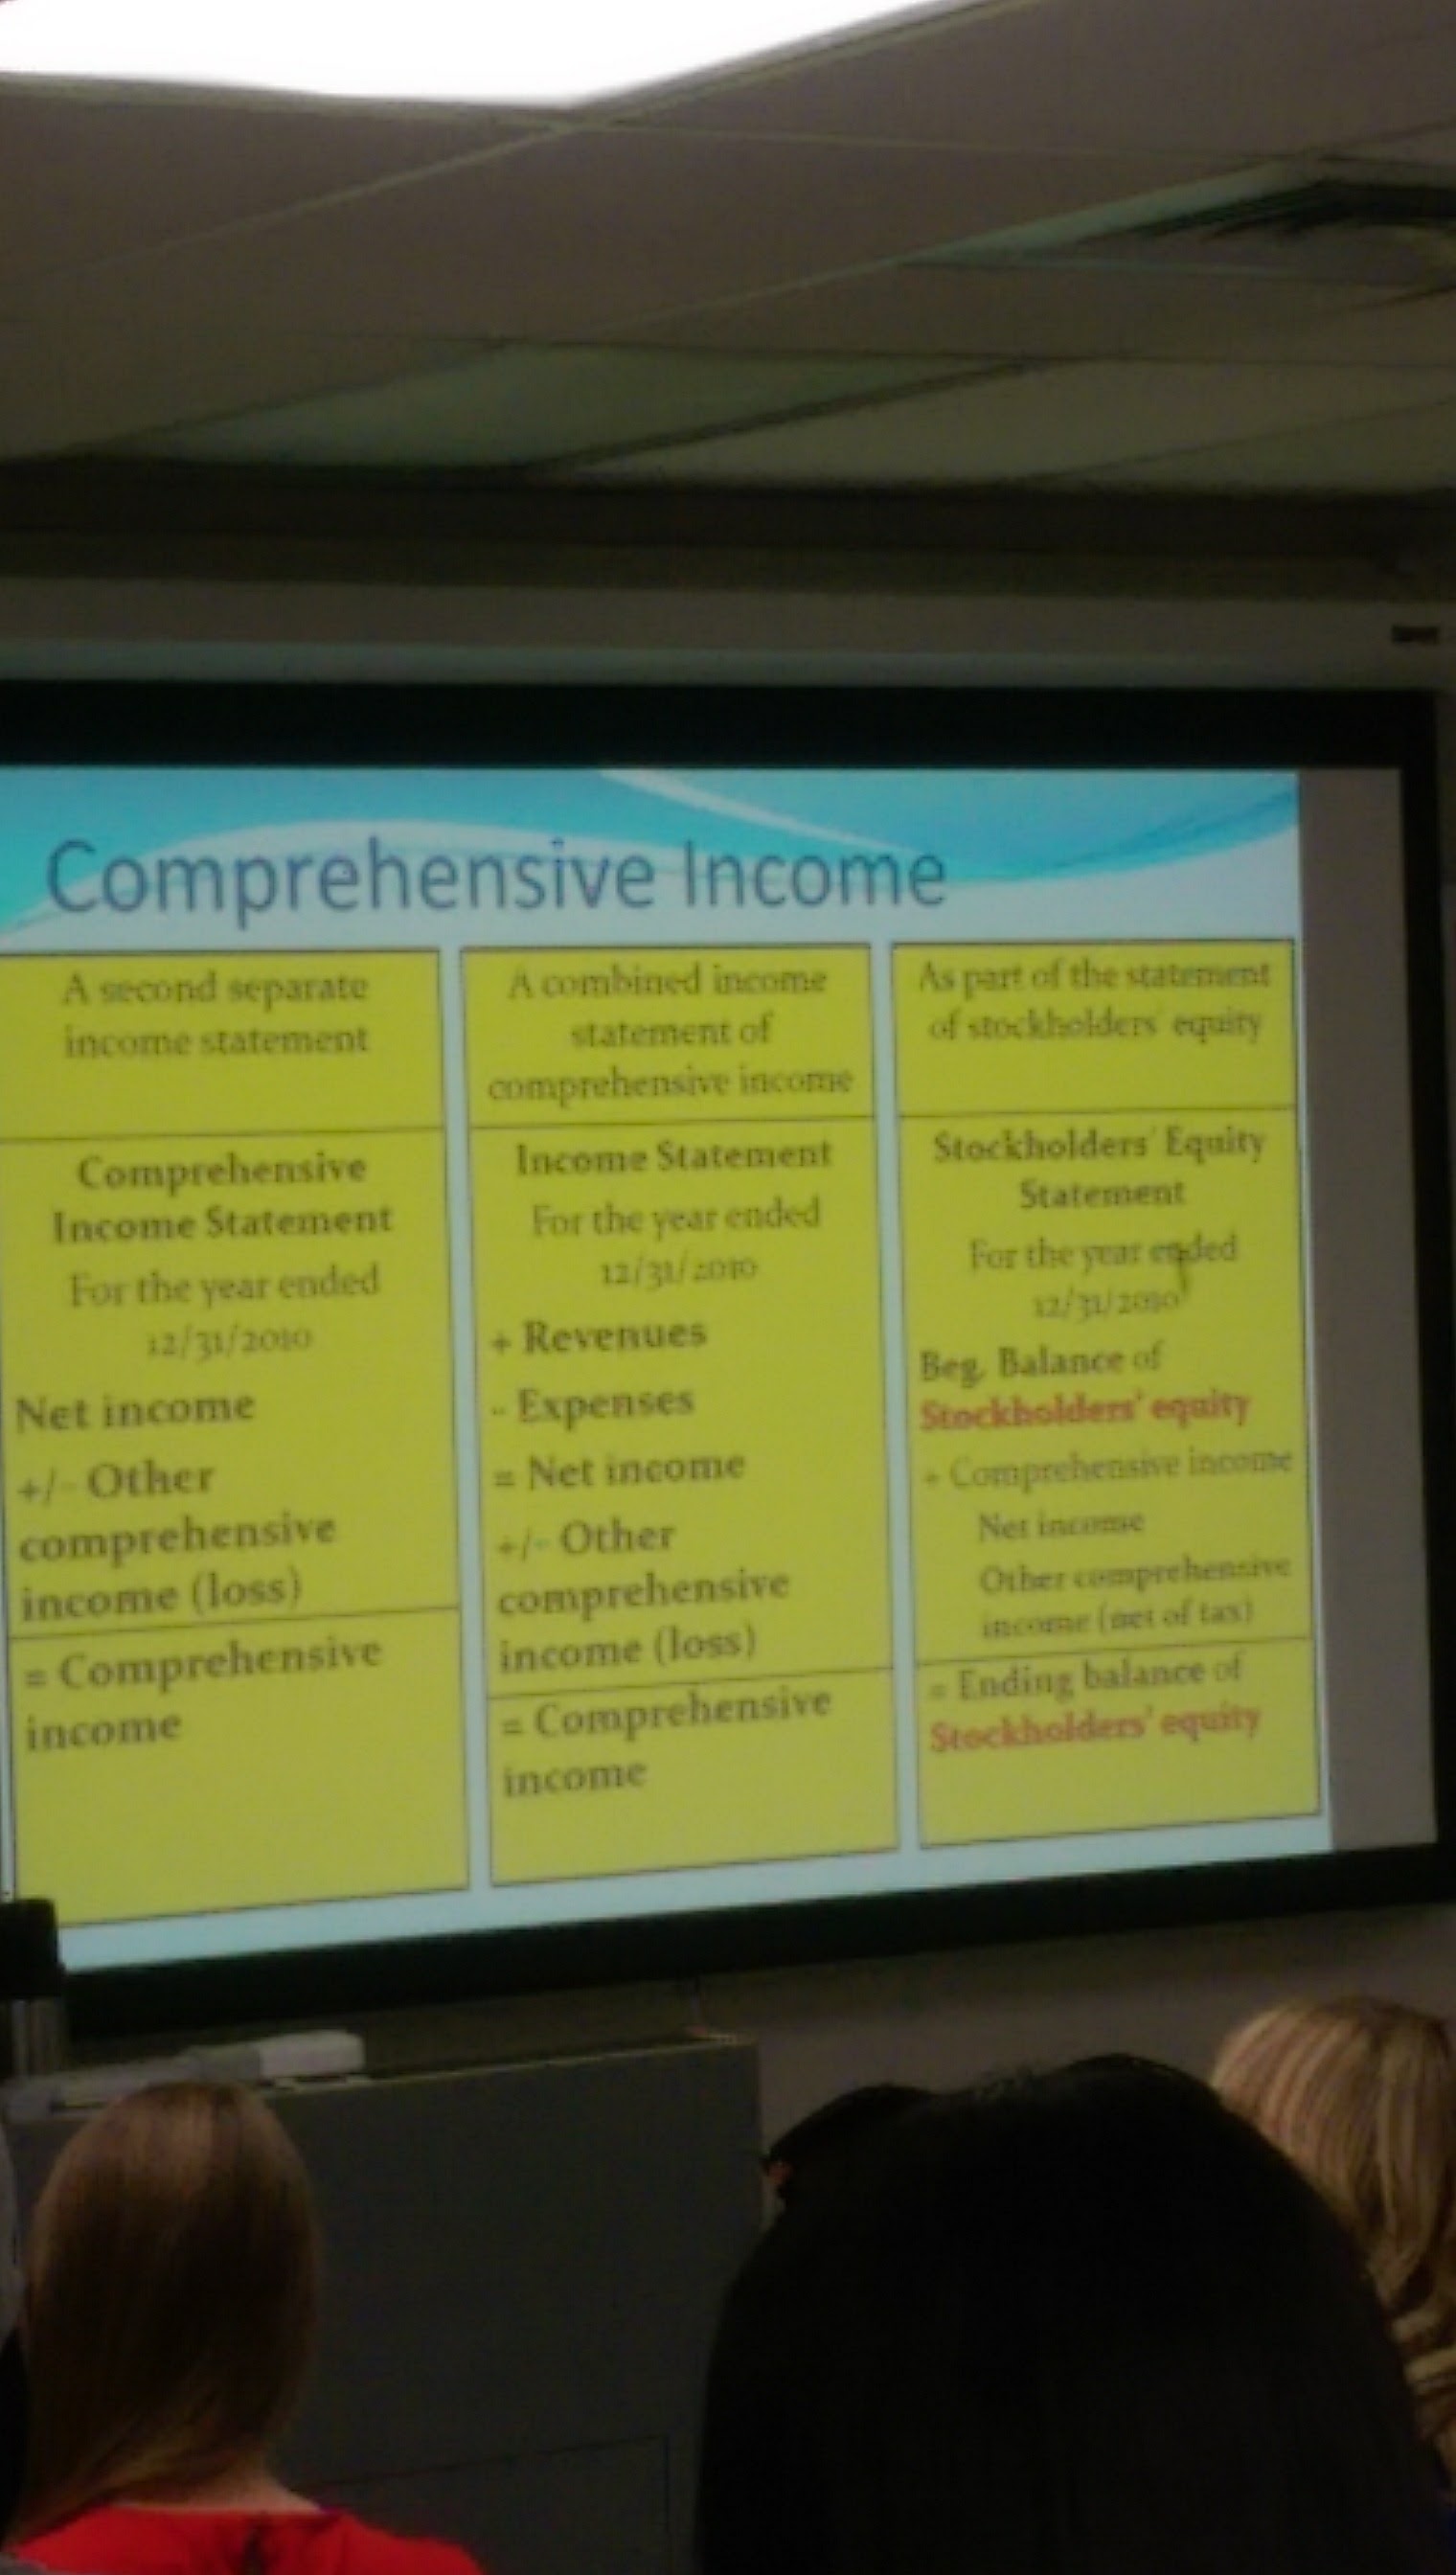 Comprehensive Income
A second separate
income statement
Comprehensive
Income Statement
For the year ended
12/31/2010
Net income
+/- Other
comprehensive
income (loss)
= Comprehensive
income
A combined income
statement of
comprehensive income
Income Statement
For the year ended
12/31/2010
+ Revenues
- Expenses
= Net income
+/- Other
comprehensive
income (loss)
= Comprehensive
income
As part of the statement
of stockholders' equity
Stockholders' Equity
Statement
For the year ended
12/31/2010
Beg. Balance of
Stockholders' equity
+ Comprehensive income
Net income
Other comprehensive
income (net of tax)
= Ending balance of
Stockholders' equity